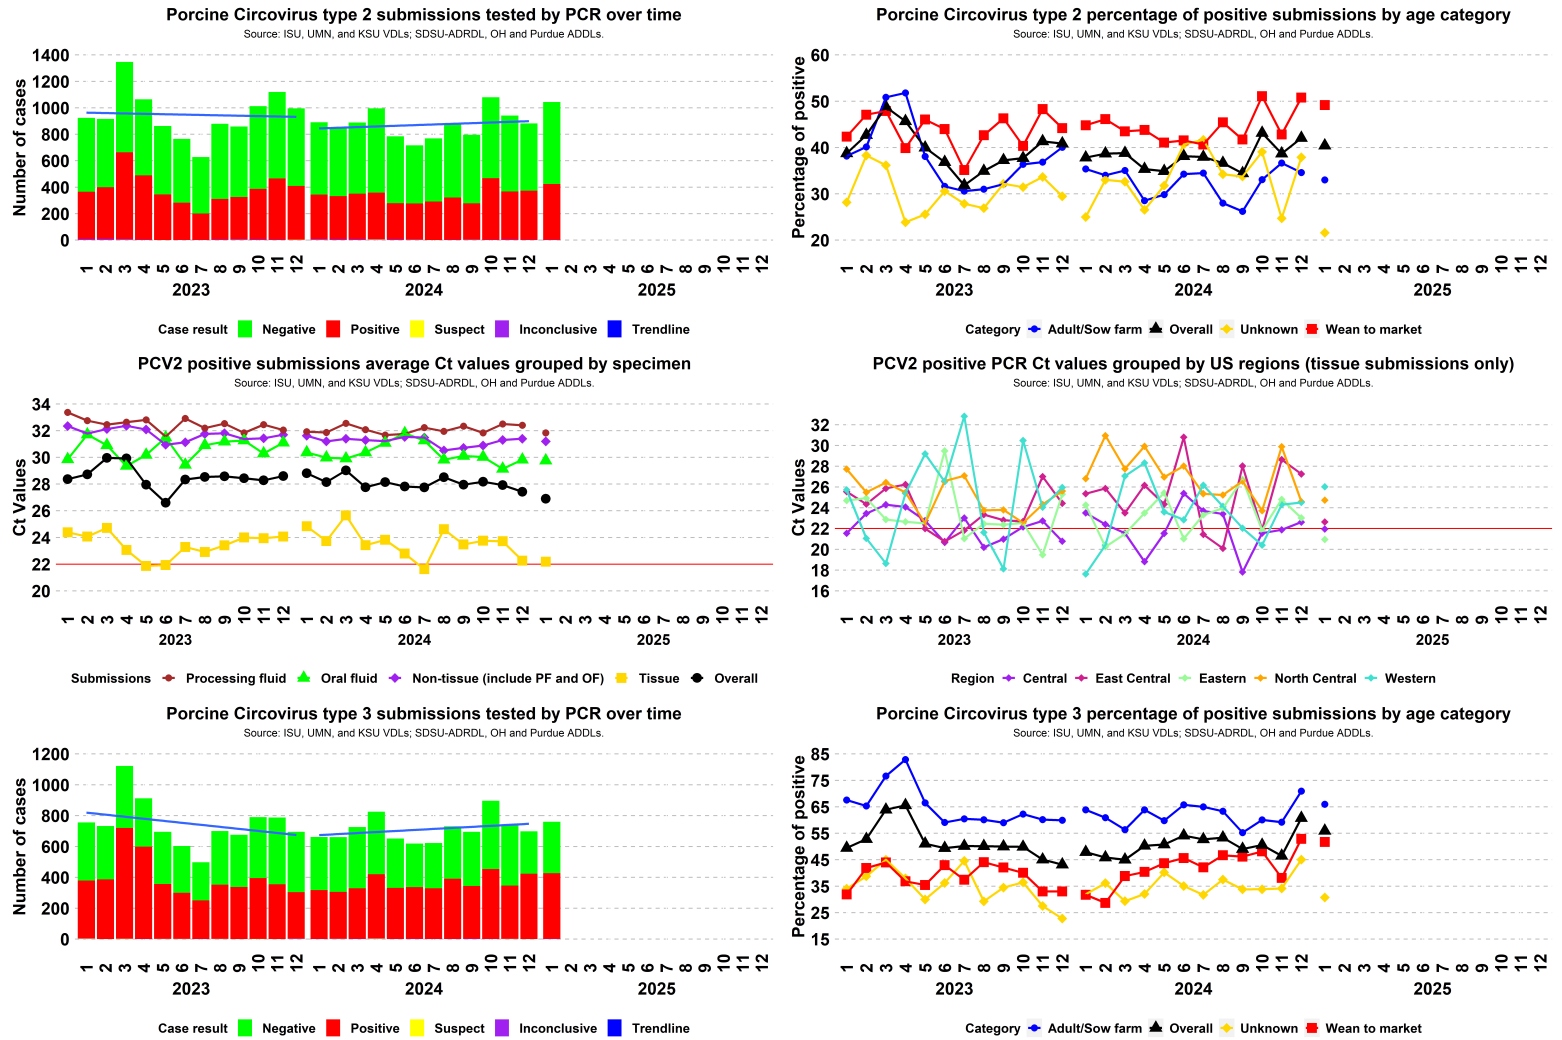 Porcine Circovirus type 2 submissions tested by PCR over time
Source: ISU, UMN, and KSU VDLs; SDSU-ADRDL, OH and Purdue ADDLs.
Number of cases
1400
1200
1000
800
600
400
200
0
1 2 3 4 5 6 7 8 9 10 11 12 1 2 3 4 5 6 7 8 9 10 11 12 1 2 3 4 5 6 7 8 9 10 11 12
2023 2024 2025
Case result Negative Positive Suspect Inconclusive Trendline
Porcine Circovirus type 2 percentage of positive submissions by age category
Source: ISU, UMN, and KSU VDLs; SDSU-ADRDL, OH and Purdue ADDLs.
Percentage of positive
60
50
40
30
20
1 2 3 4 5 6 7 8 9 10 11 12 1 2 3 4 5 6 7 8 9 10 11 12 1 2 3 4 5 6 7 8 9 10 11 12
2023 2024 2025
Category Adult/Sow farm Overall Unknown Wean to market
PCV2 positive submissions average Ct values grouped by specimen
Source: ISU, UMN, and KSU VDLs; SDSU-ADRDL, OH and Purdue ADDLs.
Ct Values
34
32
30
28
26
24
22
20
1 2 3 4 5 6 7 8 9 10 11 12 1 2 3 4 5 6 7 8 9 10 11 12 1 2 3 4 5 6 7 8 9 10 11 12
2023 2024 2025
Submissions Processing fluid Oral fluid Non-tissue (include PF and OF) Tissue Overall
PCV2 positive PCR Ct values grouped by US regions (tissue submissions only)
Source: ISU, UMN, and KSU VDLs; SDSU-ADRDL, OH and Purdue ADDLs.
Ct Values
32
30
28
26
24
22
20
18
16
1 2 3 4 5 6 7 8 9 10 11 12 1 2 3 4 5 6 7 8 9 10 11 12 1 2 3 4 5 6 7 8 9 10 11 12
2023 2024 2025
Region Central East Central Eastern North Central Western
Porcine Circovirus type 3 submissions tested by PCR over time
Source: ISU, UMN, and KSU VDLs; SDSU-ADRDL, OH and Purdue ADDLs.
Number of cases
1200
1000
800
600
400
200
0
1 2 3 4 5 6 7 8 9 10 11 12 1 2 3 4 5 6 7 8 9 10 11 12 1 2 3 4 5 6 7 8 9 10 11 12
2023 2024 2025
Case result Negative Positive Suspect Inconclusive Trendline
Porcine Circovirus type 3 percentage of positive submissions by age category
Source: ISU, UMN, and KSU VDLs; SDSU-ADRDL, OH and Purdue ADDLs.
Percentage of positive
85
75
65
55
45
35
25
15
1 2 3 4 5 6 7 8 9 10 11 12 1 2 3 4 5 6 7 8 9 10 11 12 1 2 3 4 5 6 7 8 9 10 11 12
2023 2024 2025
Category Adult/Sow farm Overall Unknown Wean to market